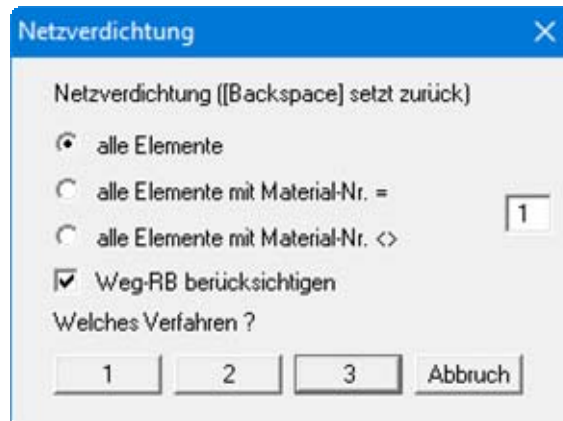 Netzverdichtung
Netzverdichtung ([Backspace] setzt zurück)
alle Elemente
alle Elemente mit Material-Nr. =
1
alle Elemente mit Material-Nr. <>
Weg-RB berücksichtigen
Welches Verfahren ?
1 2 3 Abbruch